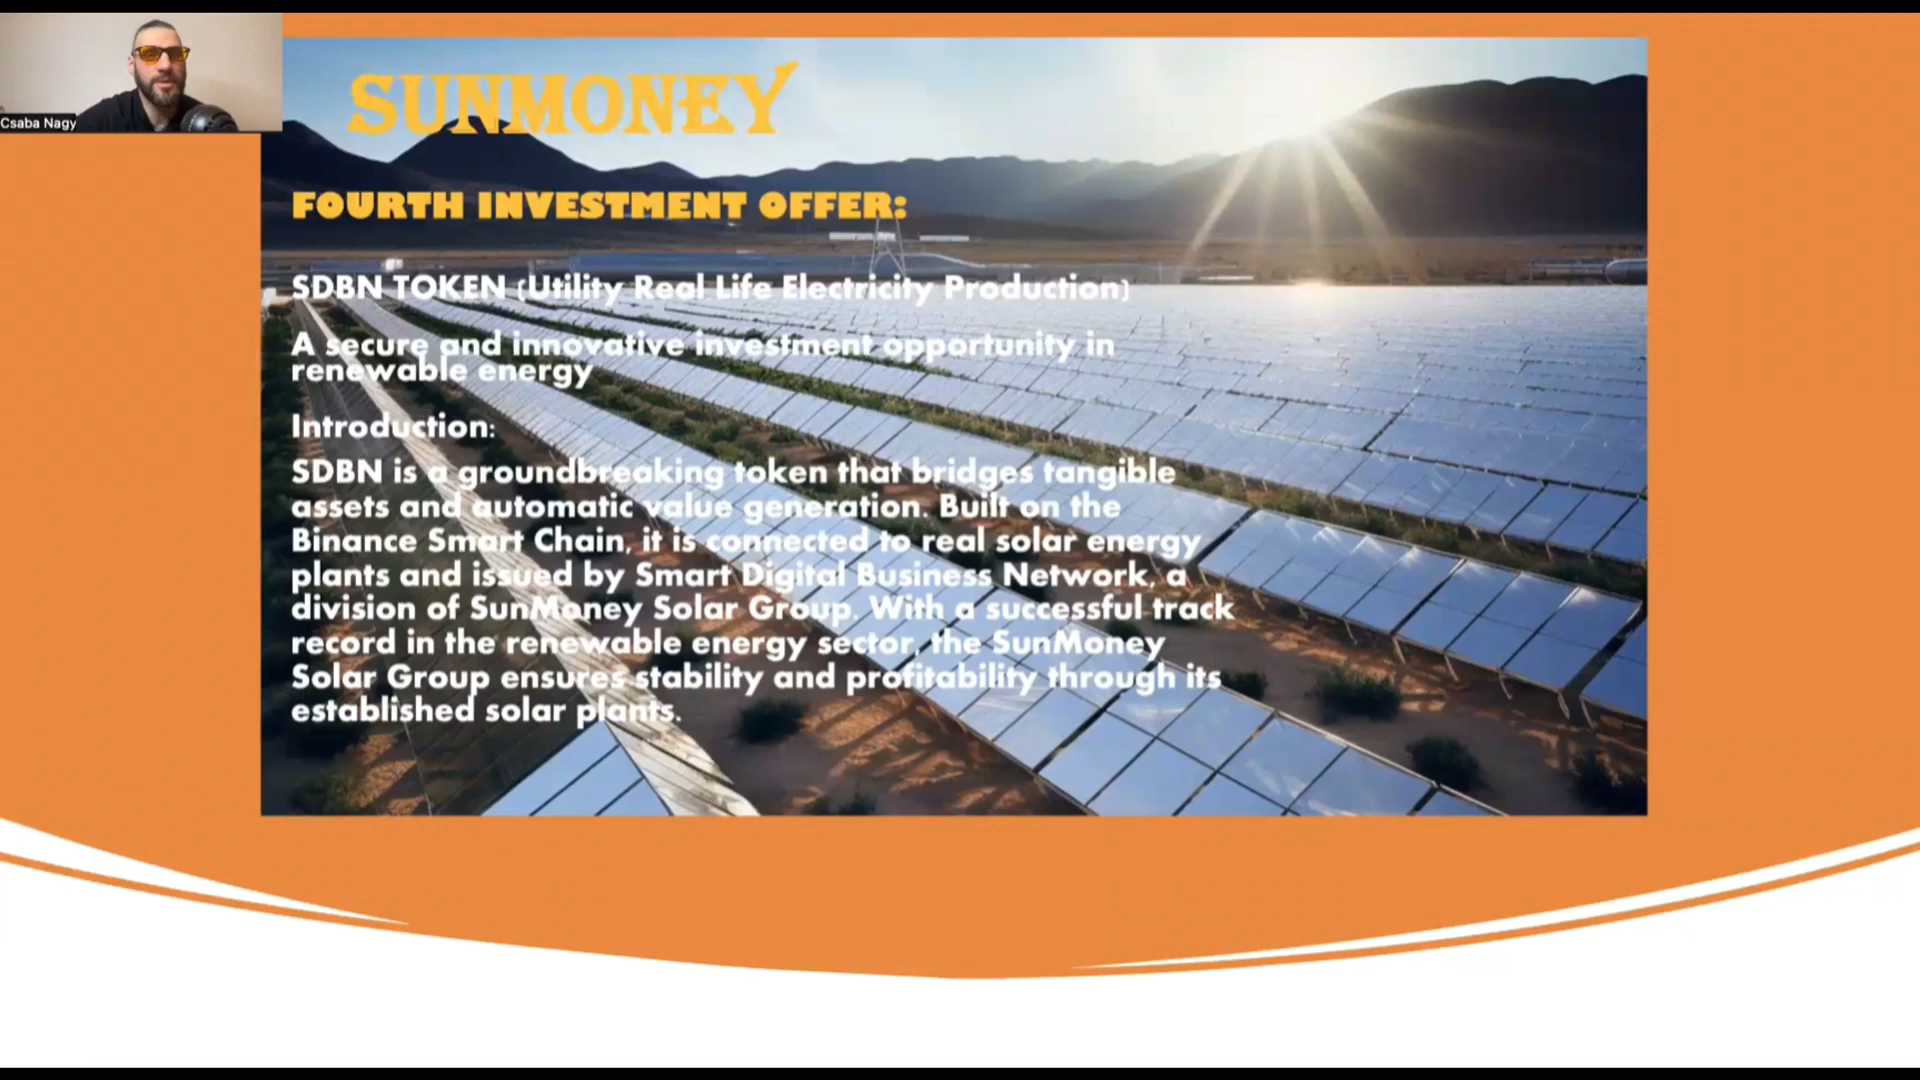 Csaba Nagy
SUNMONEY
FOURTH INVESTMENT OFFER:
SDBN TOKEN (Utility Real Life Electricity Production)
A secure and innovative investment opportunity in
renewable energy
Introduction:
SDBN is a groundbreaking token that bridges tangible
assets and automatic value generation. Built on the
Binance Smart Chain, it is connected to real solar energy
plants and issued by Smart Digital Business Network, a
division of SunMoney Solar Group. With a successful track
record in the renewable energy sector, the SunMoney
Solar Group ensures stability and profitability through its
established solar plants.